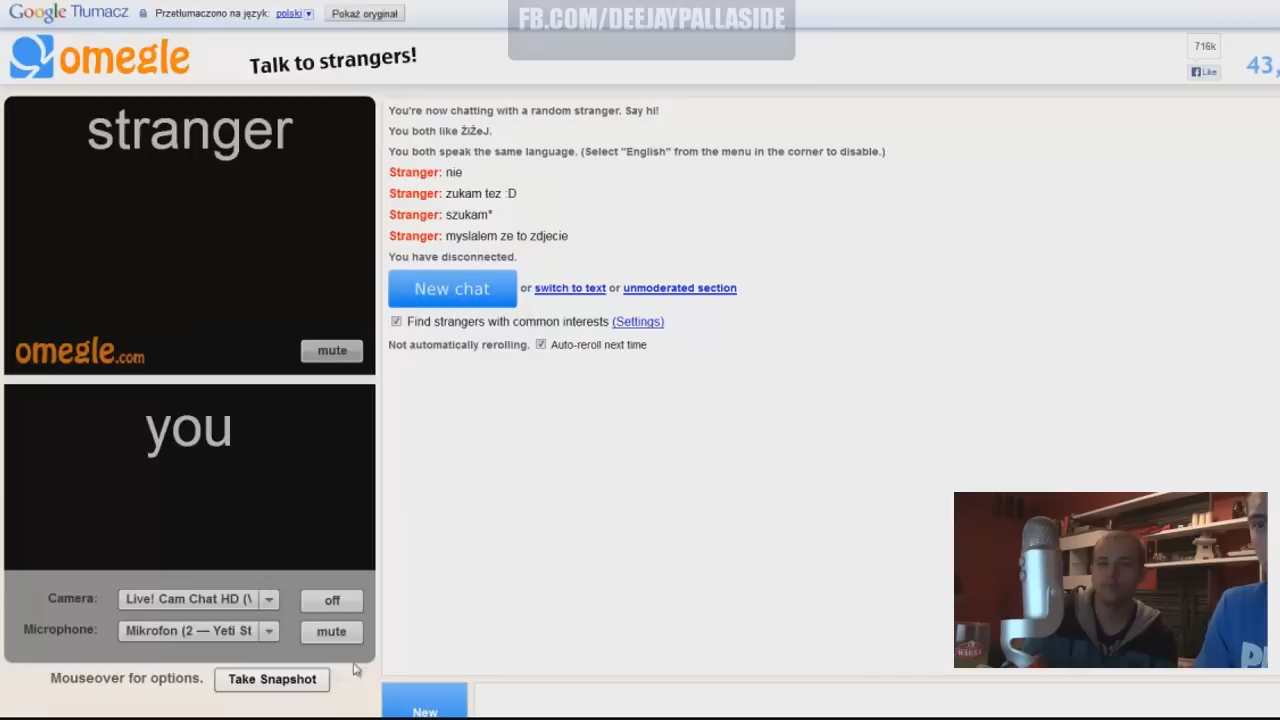 Google Tłumacz Przetłumaczono na język: polski Pokaż oryginał
FB.COM/DEEJAYPALLASIDE
omegle Talk to strangers!
716k
Like
43,
stranger
omegle.com
mute
You're now chatting with a random stranger. Say hi!
You both like ŻiŻeJ.
You both speak the same language. (Select "English" from the menu in the corner to disable.)
Stranger: nie
Stranger: zukam tez :D
Stranger: szukam*
Stranger: myslalem ze to zdjecie
You have disconnected.
New chat or switch to text or unmoderated section
Find strangers with common interests (Settings)
Not automatically rerolling. Auto-reroll next time
you
Camera: Live! Cam Chat HD (V off
Microphone: Mikrofon (2 — Yeti St mute
Mouseover for options. Take Snapshot
New
WARKA